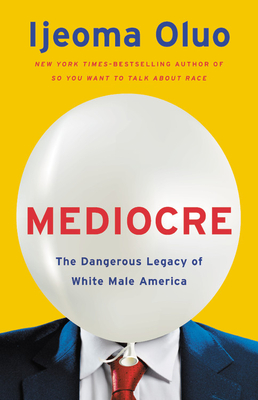 Ijeoma Oluo
NEW YORK TIMES–BESTSELLING AUTHOR OF
SO YOU WANT TO TALK ABOUT RACE
MEDIOCRE
The Dangerous Legacy of
White Male America